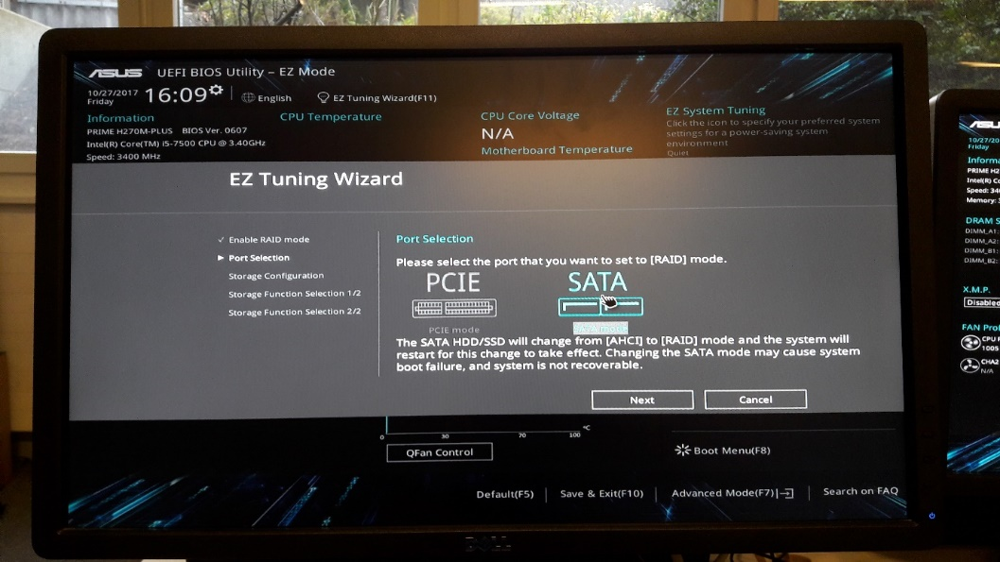 ASUS UEFI BIOS Utility – EZ Mode
10/27/2017
Friday
16:09
English
EZ Tuning Wizard(F11)
Information
PRIME H270M-PLUS BIOS Ver. 0607
Intel(R) Core(TM) i5-7500 CPU @ 3.40GHz
Speed: 3400 MHz
CPU Temperature
CPU Core Voltage
N/A
Motherboard Temperature
EZ System Tuning
Click the icon to specify your preferred system
settings for a power-saving system
environment
Quiet
EZ Tuning Wizard
Enable RAID mode
Port Selection
Storage Configuration
Storage Function Selection 1/2
Storage Function Selection 2/2
Port Selection
Please select the port that you want to set to [RAID] mode.
PCIE
PCIE mode
SATA
SATA mode
The SATA HDD/SSD will change from [AHCI] to [RAID] mode and the system will
restart for this change to take effect. Changing the SATA mode may cause system
boot failure, and system is not recoverable.
Next
Cancel
0 30 70 100 °C
QFan Control
Boot Menu(F8)
Default(F5)
Save & Exit(F10)
Advanced Mode(F7)
Search on FAQ
DELL
10/27/20
Friday
Informa
PRIME H
Intel(R) C
Speed: 34
Memory:
DRAM S
DIMM_A1:
DIMM_A2:
DIMM_B1:
DIMM_B2:
X.M.P.
Disabled
FAN Prof
CPU F
1005
CHA2
N/A